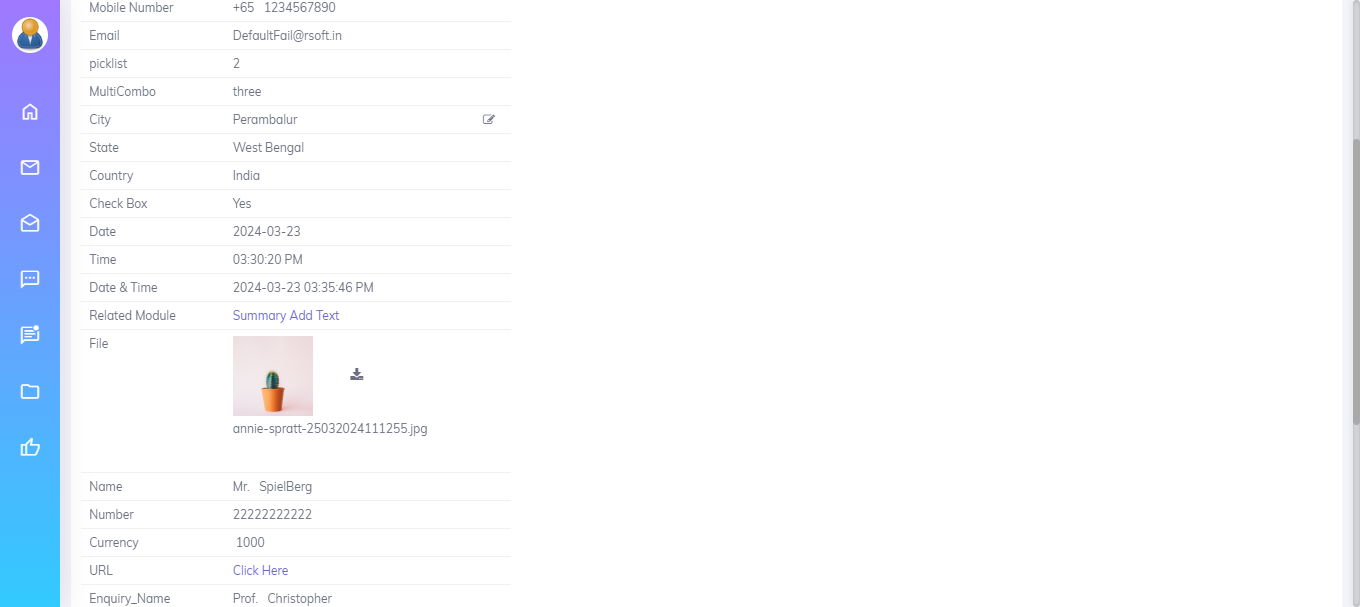 Mobile Number +65 1234567890
Email DefaultFail@rsoft.in
picklist 2
MultiCombo three
City Perambalur
State West Bengal
Country India
Check Box Yes
Date 2024-03-23
Time 03:30:20 PM
Date & Time 2024-03-23 03:35:46 PM
Related Module Summary Add Text
File
annie-spratt-25032024111255.jpg
Name Mr. SpielBerg
Number 22222222222
Currency 1000
URL Click Here
Enquiry_Name Prof. Christopher